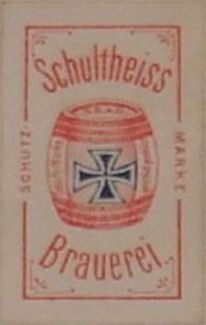 Schultheiss
SCHUTZ-
MARKE
Brauerei.